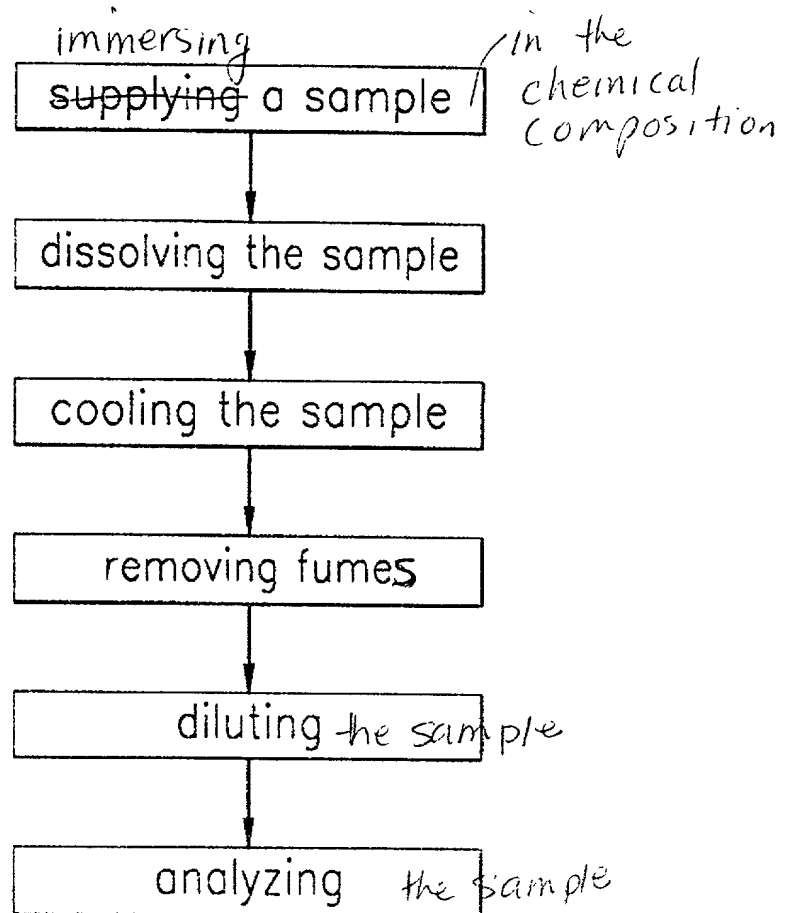 immersing
supplying a sample / in the
chemical
composition
dissolving the sample
cooling the sample
removing fumes
diluting the sample
analyzing the sample